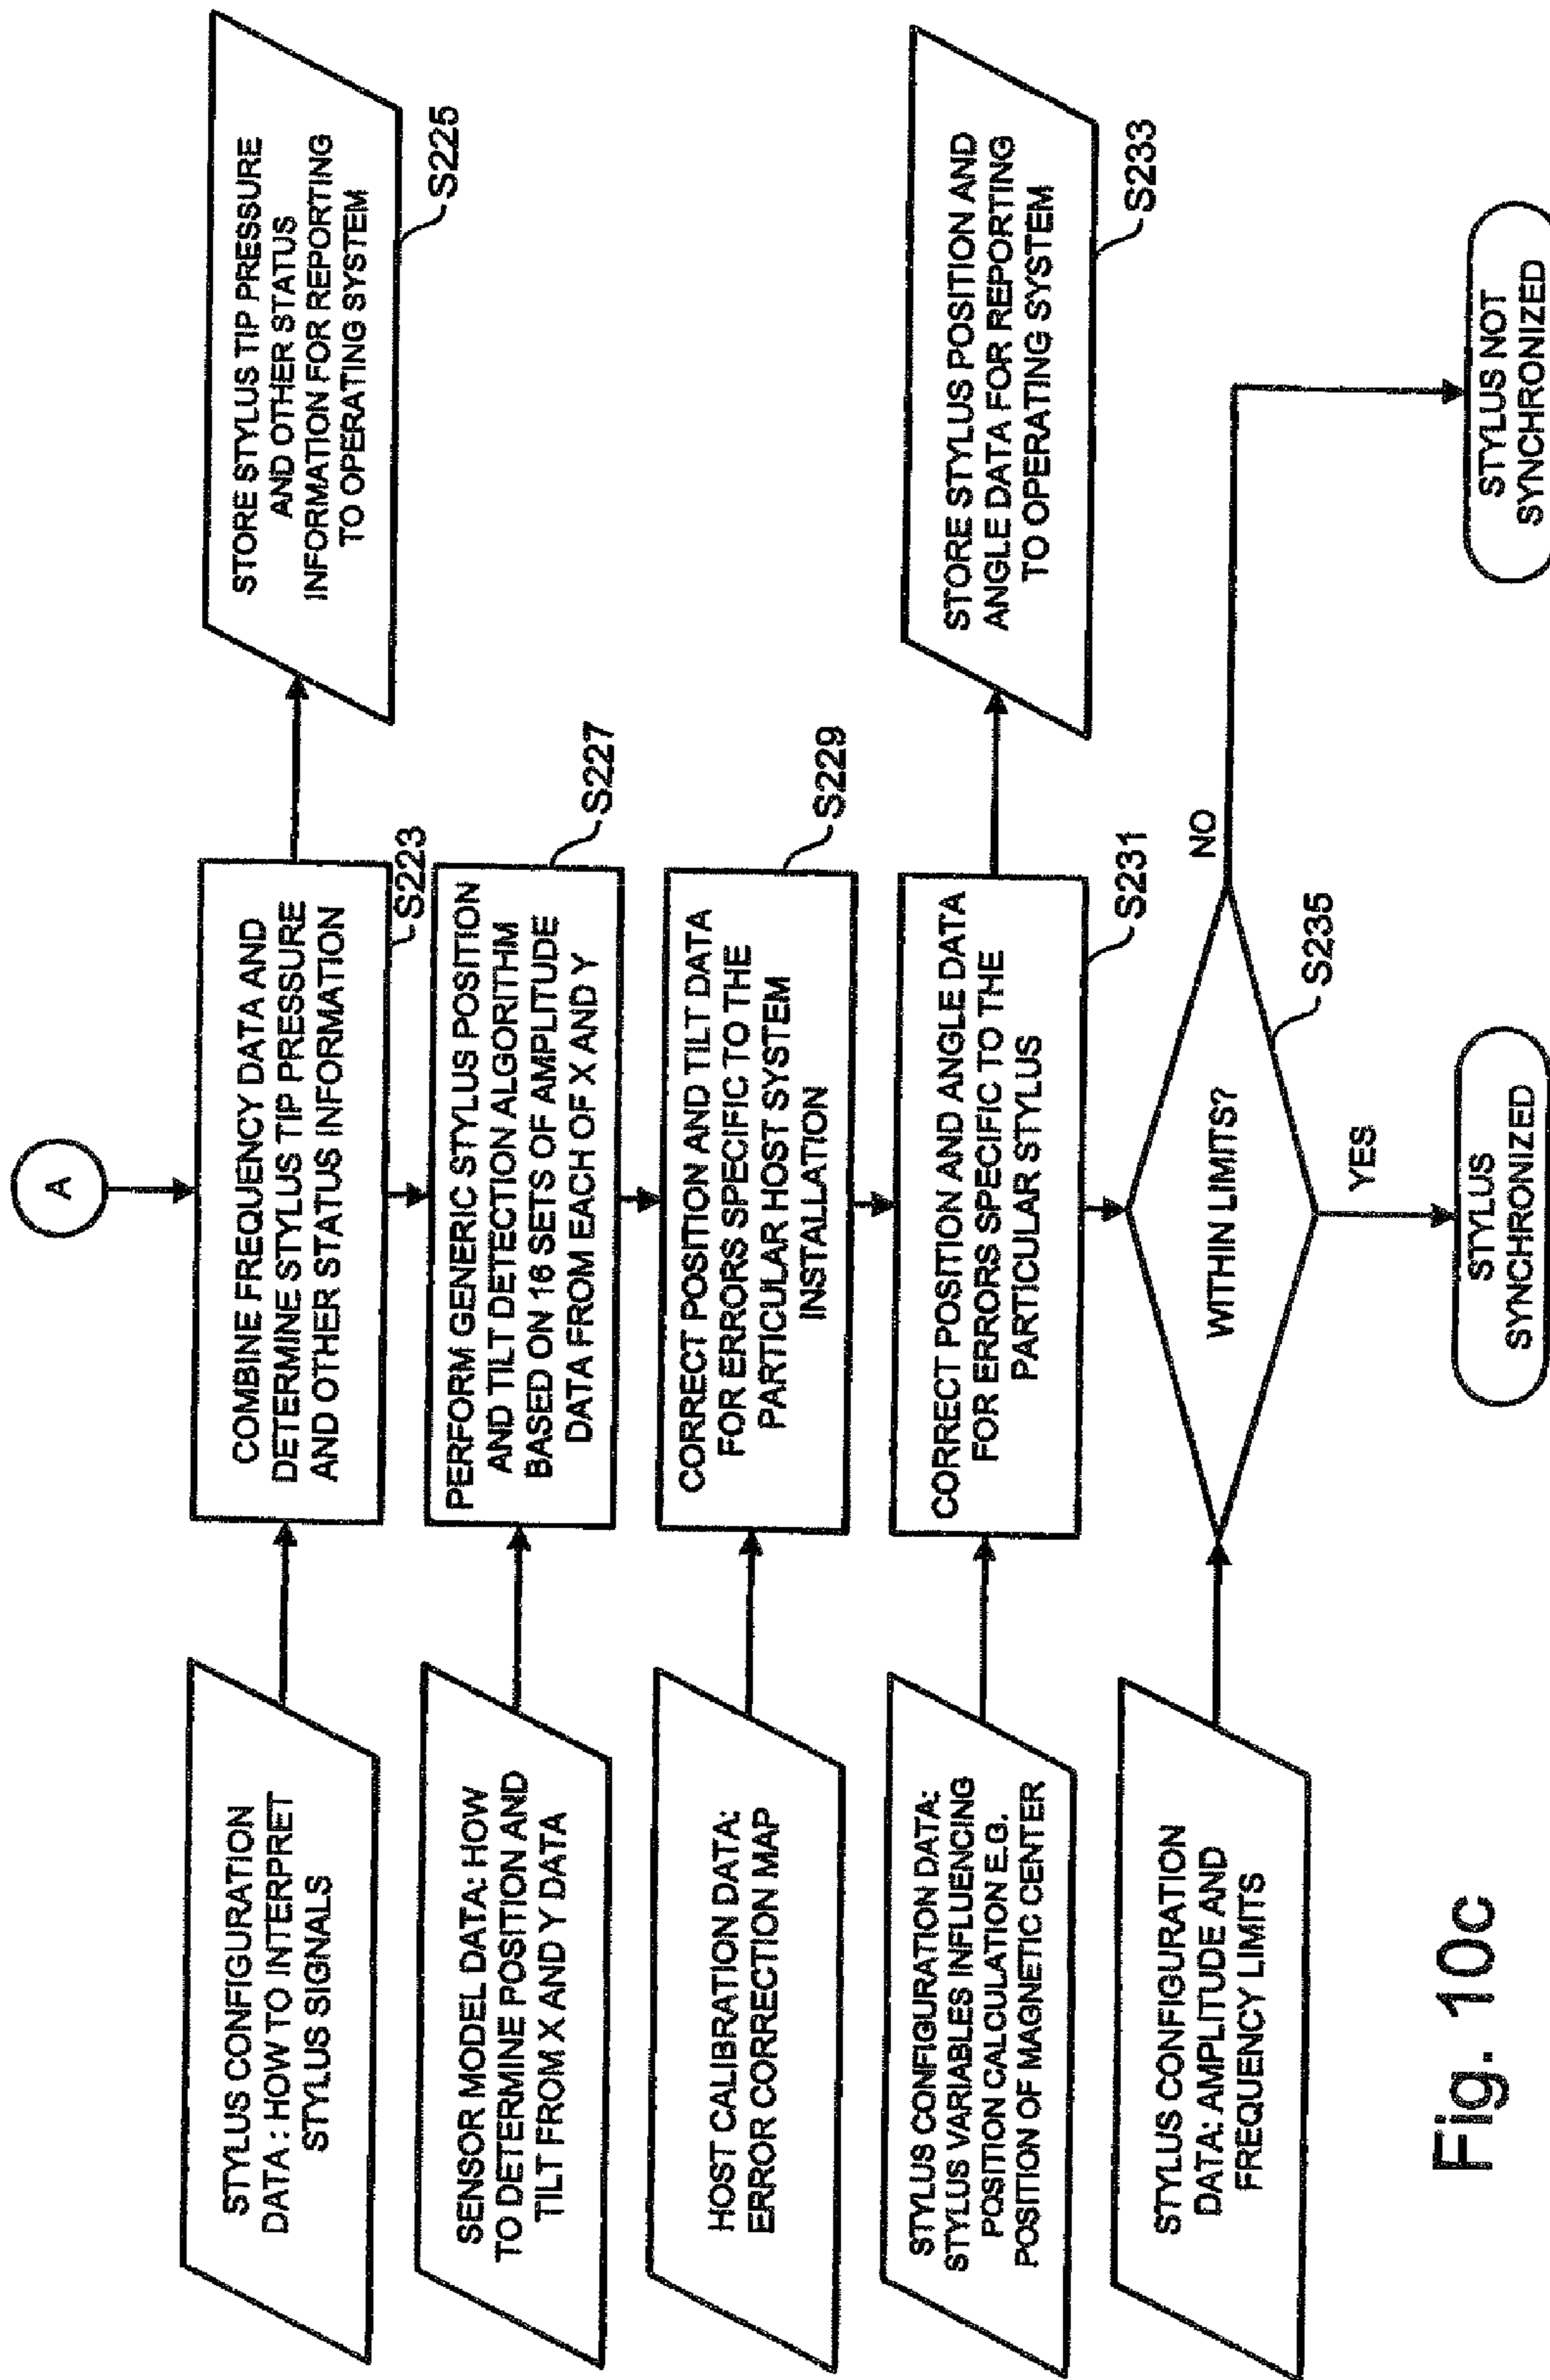 A
STYLUS CONFIGURATION
DATA : HOW TO INTERPRET
STYLUS SIGNALS
COMBINE FREQUENCY DATA AND
DETERMINE STYLUS TIP PRESSURE
AND OTHER STATUS INFORMATION
S223
STORE STYLUS TIP PRESSURE
AND OTHER STATUS
INFORMATION FOR REPORTING
TO OPERATING SYSTEM
S225
SENSOR MODEL DATA: HOW
TO DETERMINE POSITION AND
TILT FROM X AND Y DATA
PERFORM GENERIC STYLUS POSITION
AND TILT DETECTION ALGORITHM
BASED ON 16 SETS OF AMPLITUDE
DATA FROM EACH OF X AND Y
S227
HOST CALIBRATION DATA:
ERROR CORRECTION MAP
CORRECT POSITION AND TILT DATA
FOR ERRORS SPECIFIC TO THE
PARTICULAR HOST SYSTEM
INSTALLATION
S229
STYLUS CONFIGURATION DATA:
STYLUS VARIABLES INFLUENCING
POSITION CALCULATION E.G.
POSITION OF MAGNETIC CENTER
CORRECT POSITION AND ANGLE DATA
FOR ERRORS SPECIFIC TO THE
PARTICULAR STYLUS
S231
STORE STYLUS POSITION AND
ANGLE DATA FOR REPORTING
TO OPERATING SYSTEM
S233
STYLUS CONFIGURATION
DATA: AMPLITUDE AND
FREQUENCY LIMITS
WITHIN LIMITS?
NO
S235
YES
STYLUS
SYNCHRONIZED
STYLUS NOT
SYNCHRONIZED
Fig. 10c